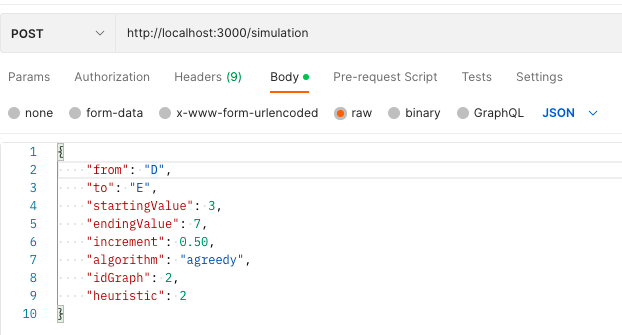 POST http://localhost:3000/simulation
Params Authorization Headers (9) Body Pre-request Script Tests Settings
none form-data x-www-form-urlencoded raw binary GraphQL JSON
1 {
2 "from": "D",
3 "to": "E",
4 "startingValue": 3,
5 "endingValue": 7,
6 "increment": 0.50,
7 "algorithm": "agreedy",
8 "idGraph": 2,
9 "heuristic": 2
10 }